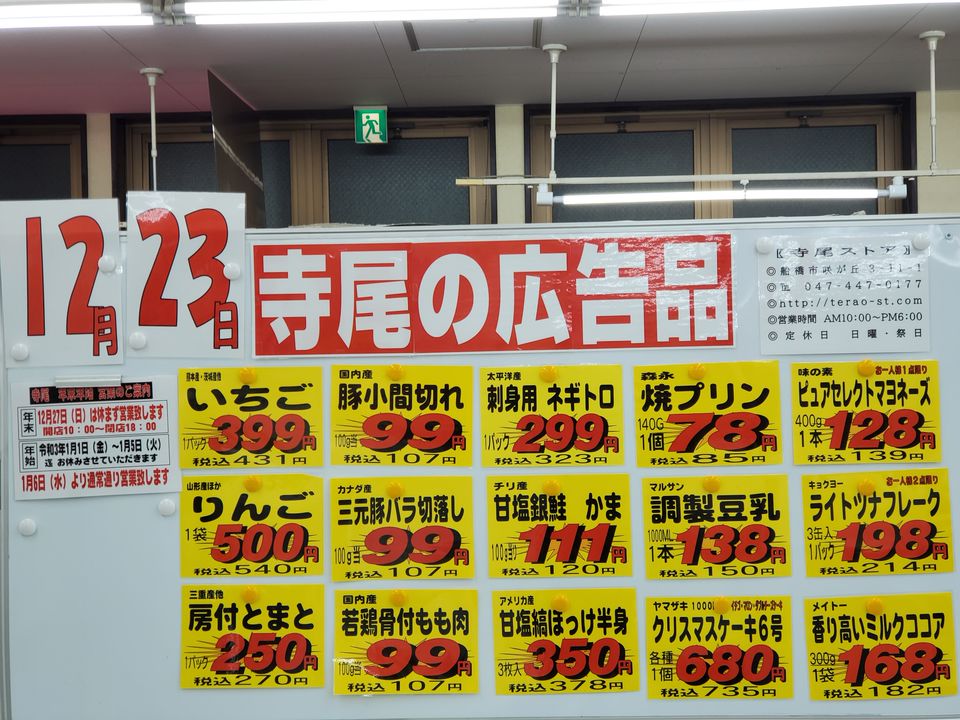 12月
23日
寺尾の広告品
【寺尾ストア】
◎船橋市咲が丘3-11-1
◎℡ 047-447-0177
◎http://terao-st.com
◎営業時間 AM10:00~PM6:00
◎定休日 日曜・祭日
寺尾 年末年始 営業のご案内
年末
12月27日(日)は休まず営業致します
開店10:00~閉店18:00
年始
令和3年1月1日(金)~1月5日(火)
迄 お休みさせていただきます
1月6日(水)より通常通り営業致します
熊本産・茨城産他
いちご
1パック
399円
税込431円
国内産
豚小間切れ
100g当
99円
税込107円
太平洋産
刺身用 ネギトロ
1パック
299円
税込323円
森永
焼プリン
140G
1個
78円
税込85円
味の素
お一人様1点限り
ピュアセレクトマヨネーズ
400g
1本
128円
税込139円
山形産ほか
りんご
1袋
500円
税込540円
カナダ産
三元豚バラ切落し
100g当
99円
税込107円
チリ産
甘塩銀鮭 かま
100g当り
111円
税込120円
マルサン
調製豆乳
1000ML
1本
138円
税込150円
キョクヨー
お一人様2点限り
ライトツナフレーク
3缶入
1パック
198円
税込214円
三重産他
房付とまと
1パック
250円
税込270円
国内産
若鶏骨付もも肉
100g当
99円
税込107円
アメリカ産
甘塩縞ほっけ半身
3枚入
350円
税込378円
ヤマザキ
クリスマスケーキ6号
各種
1個
680円
税込735円
メイトー
香り高いミルクココア
300g
1袋
168円
税込182円